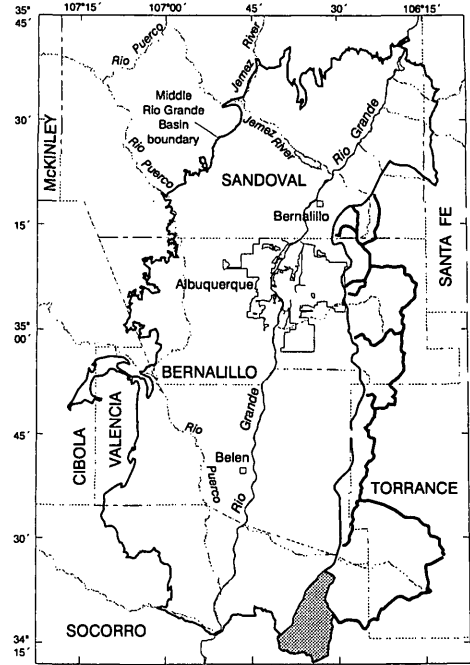 107°15'
107°00'
45'
30'
106°15'
35°
45'
Rio Puerco
River
Jemez
Middle
Rio Grande
Basin
boundary
30'
McKINLEY
Rio
Puerco
Jemez River
Rio Grande
SANDOVAL
Bernalillo
15'
SANTA FE
Albuquerque
35°
00'
BERNALILLO
Rio
Puerco
Rio
Grande
45'
CIBOLA
VALENCIA
Belen
TORRANCE
30'
SOCORRO
34°
15'